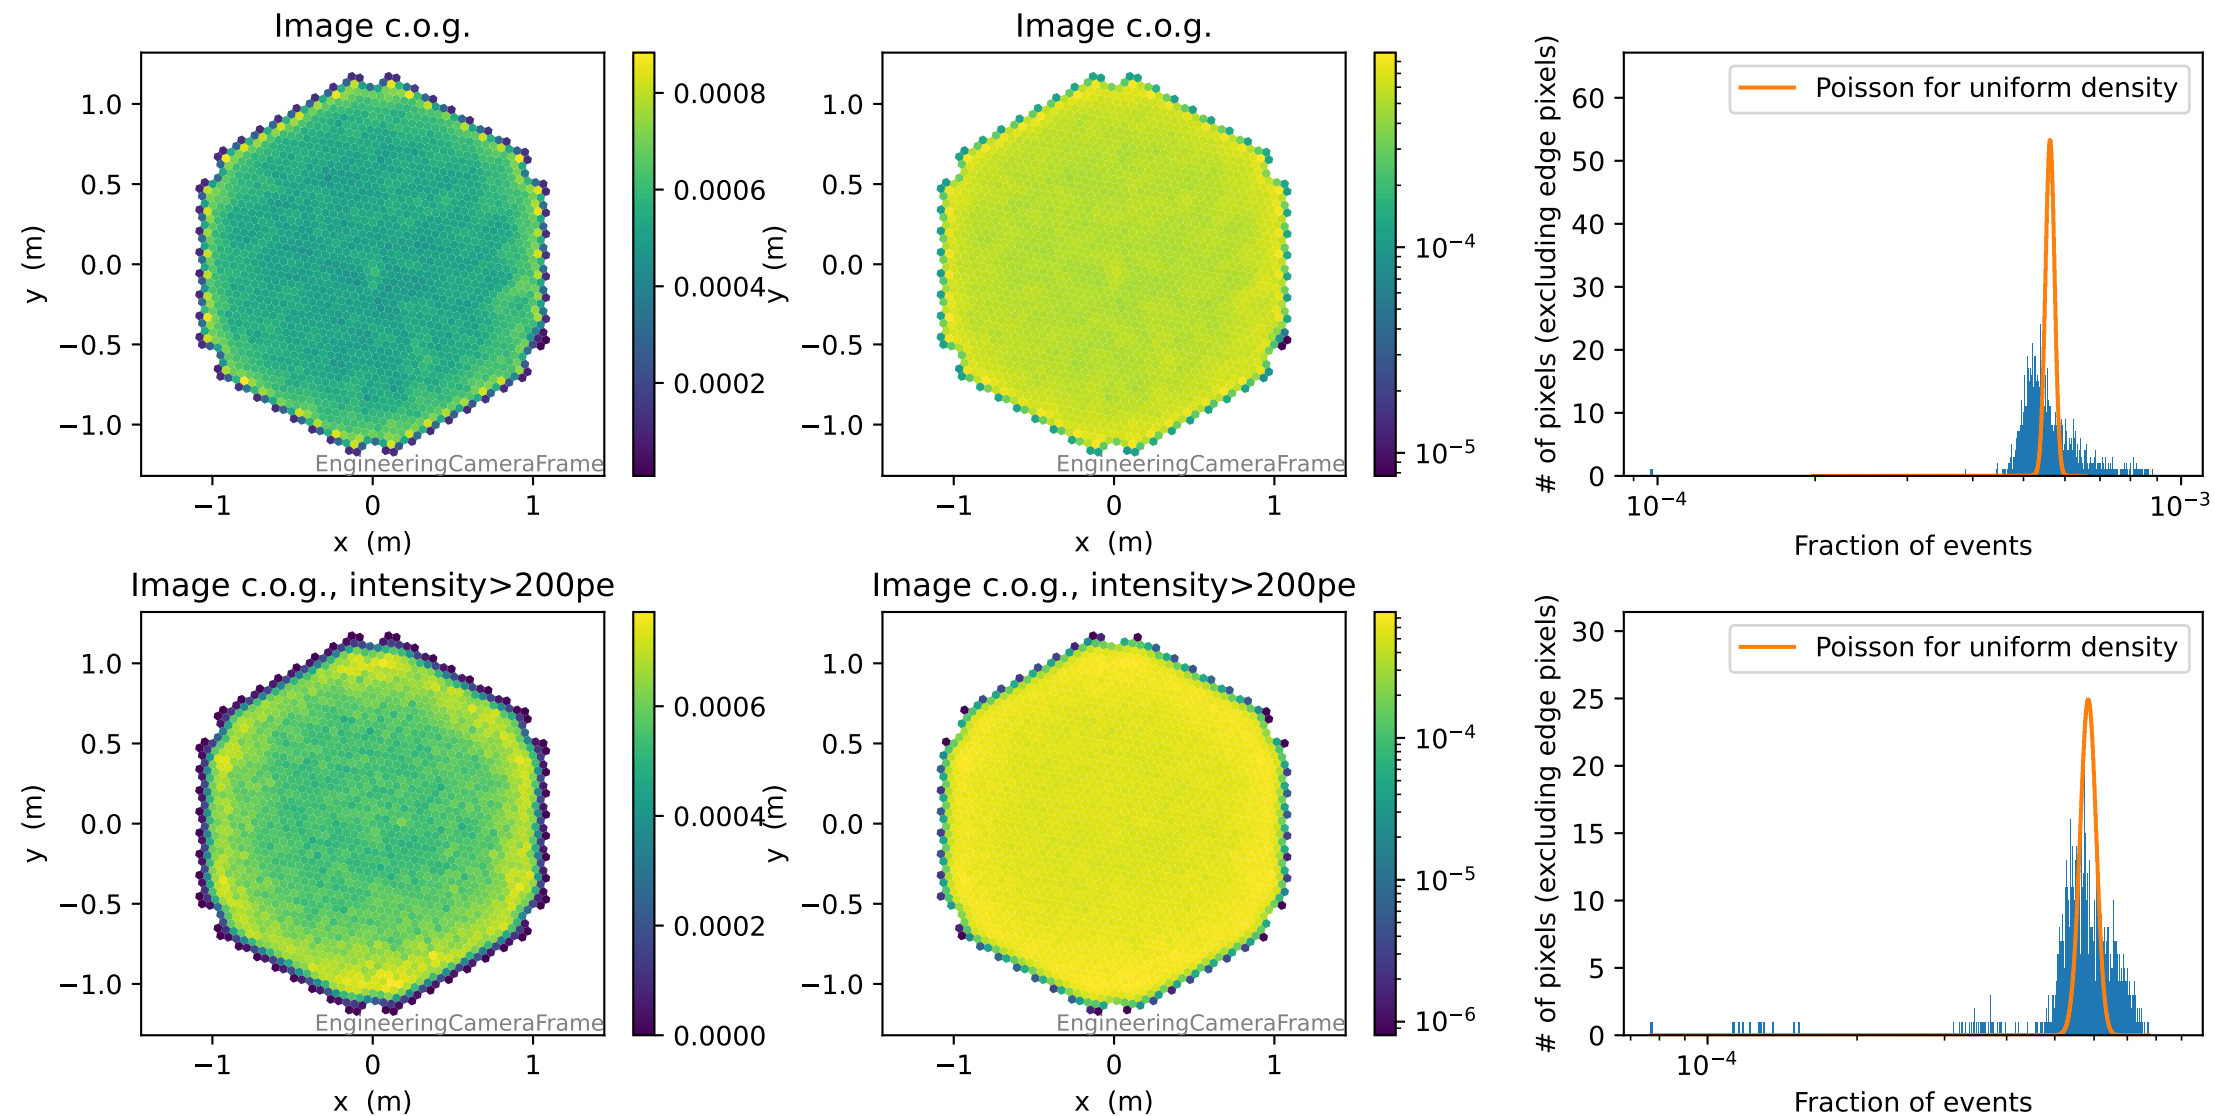 Image c.o.g.
y (m)
1.0
0.5
0.0
−0.5
−1.0
EngineeringCameraFrame
−1 0 1
x (m)
0.0008
0.0006
0.0004
0.0002
Image c.o.g.
y (m)
1.0
0.5
0.0
−0.5
−1.0
EngineeringCameraFrame
−1 0 1
x (m)
10−4
10−5
# of pixels (excluding edge pixels)
60
50
40
30
20
10
0
Poisson for uniform density
10−4 10−3
Fraction of events
Image c.o.g., intensity>200pe
y (m)
1.0
0.5
0.0
−0.5
−1.0
EngineeringCameraFrame
−1 0 1
x (m)
0.0006
0.0004
0.0002
0.0000
Image c.o.g., intensity>200pe
y (m)
1.0
0.5
0.0
−0.5
−1.0
EngineeringCameraFrame
−1 0 1
x (m)
10−4
10−5
10−6
# of pixels (excluding edge pixels)
30
25
20
15
10
5
0
Poisson for uniform density
10−4
Fraction of events